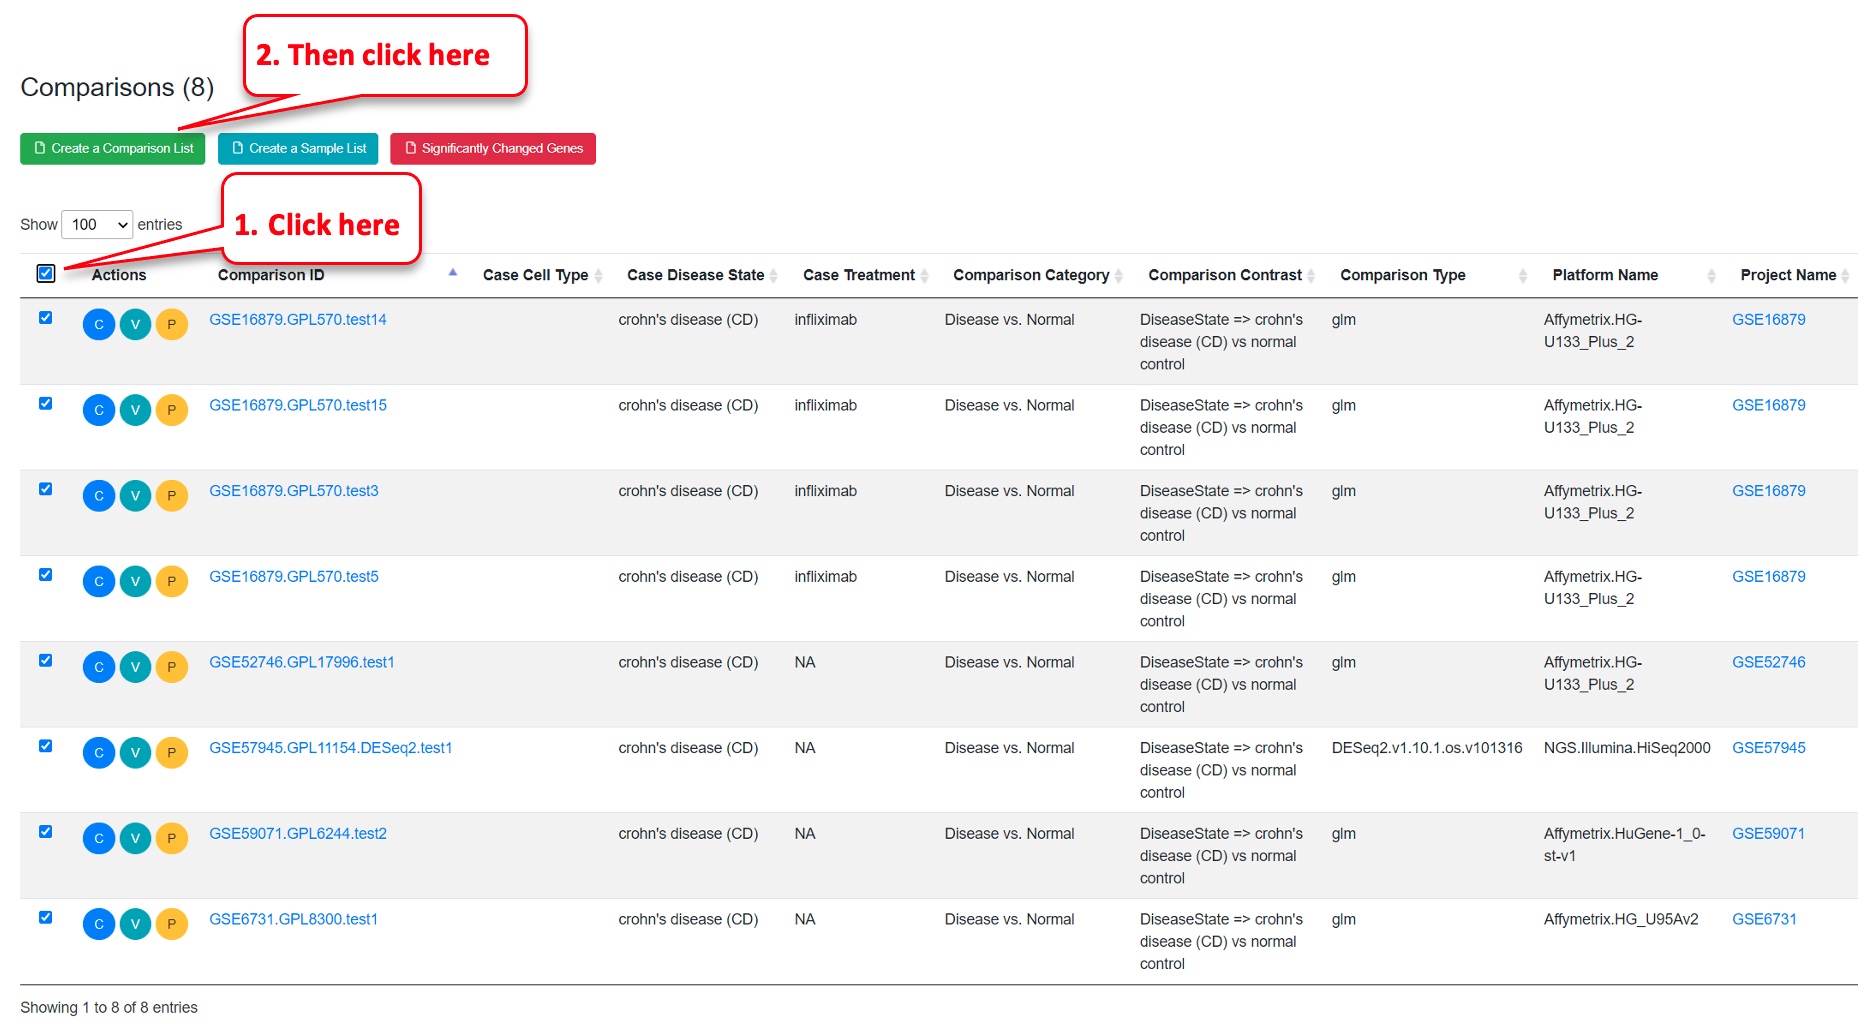 2. Then click here
Comparisons (8)
Create a Comparison List Create a Sample List Significantly Changed Genes
1. Click here
Show 100 entries
Actions Comparison ID Case Cell Type Case Disease State Case Treatment Comparison Category Comparison Contrast Comparison Type Platform Name Project Name
C V P GSE16879.GPL570.test14 crohn's disease (CD) infliximab Disease vs. Normal DiseaseState => crohn's glm Affymetrix.HG- GSE16879
disease (CD) vs normal U133_Plus_2
control
C V P GSE16879.GPL570.test15 crohn's disease (CD) infliximab Disease vs. Normal DiseaseState => crohn's glm Affymetrix.HG- GSE16879
disease (CD) vs normal U133_Plus_2
control
C V P GSE16879.GPL570.test3 crohn's disease (CD) infliximab Disease vs. Normal DiseaseState => crohn's glm Affymetrix.HG- GSE16879
disease (CD) vs normal U133_Plus_2
control
C V P GSE16879.GPL570.test5 crohn's disease (CD) infliximab Disease vs. Normal DiseaseState => crohn's glm Affymetrix.HG- GSE16879
disease (CD) vs normal U133_Plus_2
control
C V P GSE52746.GPL17996.test1 crohn's disease (CD) NA Disease vs. Normal DiseaseState => crohn's glm Affymetrix.HG- GSE52746
disease (CD) vs normal U133_Plus_2
control
C V P GSE57945.GPL11154.DESeq2.test1 crohn's disease (CD) NA Disease vs. Normal DiseaseState => crohn's DESeq2.v1.10.1.os.v101316 NGS.Illumina.HiSeq2000 GSE57945
disease (CD) vs normal
control
C V P GSE59071.GPL6244.test2 crohn's disease (CD) NA Disease vs. Normal DiseaseState => crohn's glm Affymetrix.HuGene-1_0- GSE59071
disease (CD) vs normal st-v1
control
C V P GSE6731.GPL8300.test1 crohn's disease (CD) NA Disease vs. Normal DiseaseState => crohn's glm Affymetrix.HG_U95Av2 GSE6731
disease (CD) vs normal
control
Showing 1 to 8 of 8 entries